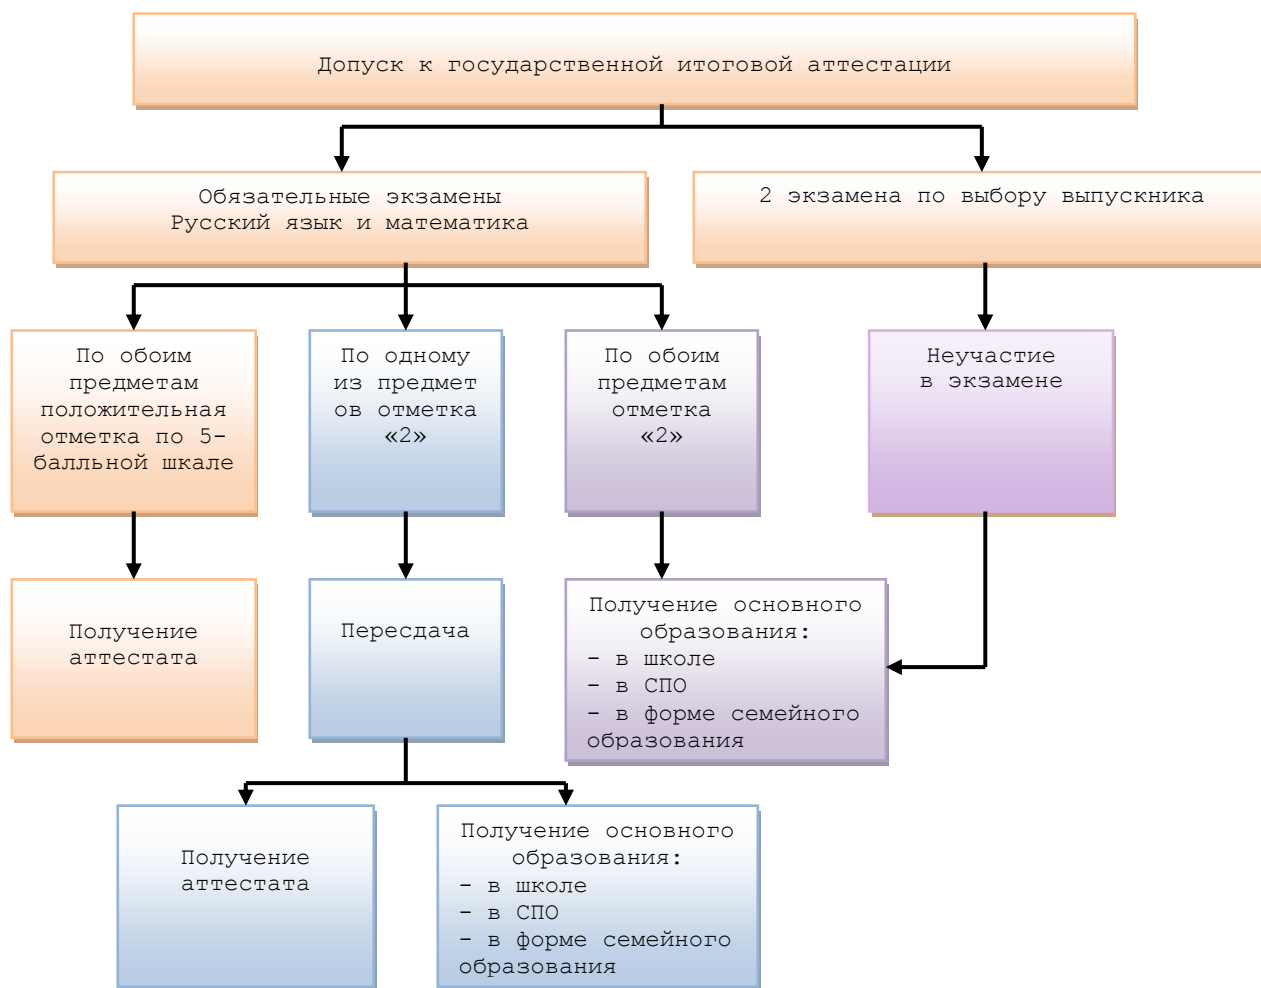 Допуск к государственной итоговой аттестации
Обязательные экзамены
Русский язык и математика
2 экзамена по выбору выпускника
По обоим
предметам
положительная
отметка по 5-
балльной шкале
По одному
из предмет
ов отметка
«2»
По обоим
предметам
отметка
«2»
Неучастие
в экзамене
Получение
аттестата
Пересдача
Получение основного
образования:
- в школе
- в СПО
- в форме семейного
образования
Получение
аттестата
Получение основного
образования:
- в школе
- в СПО
- в форме семейного
образования